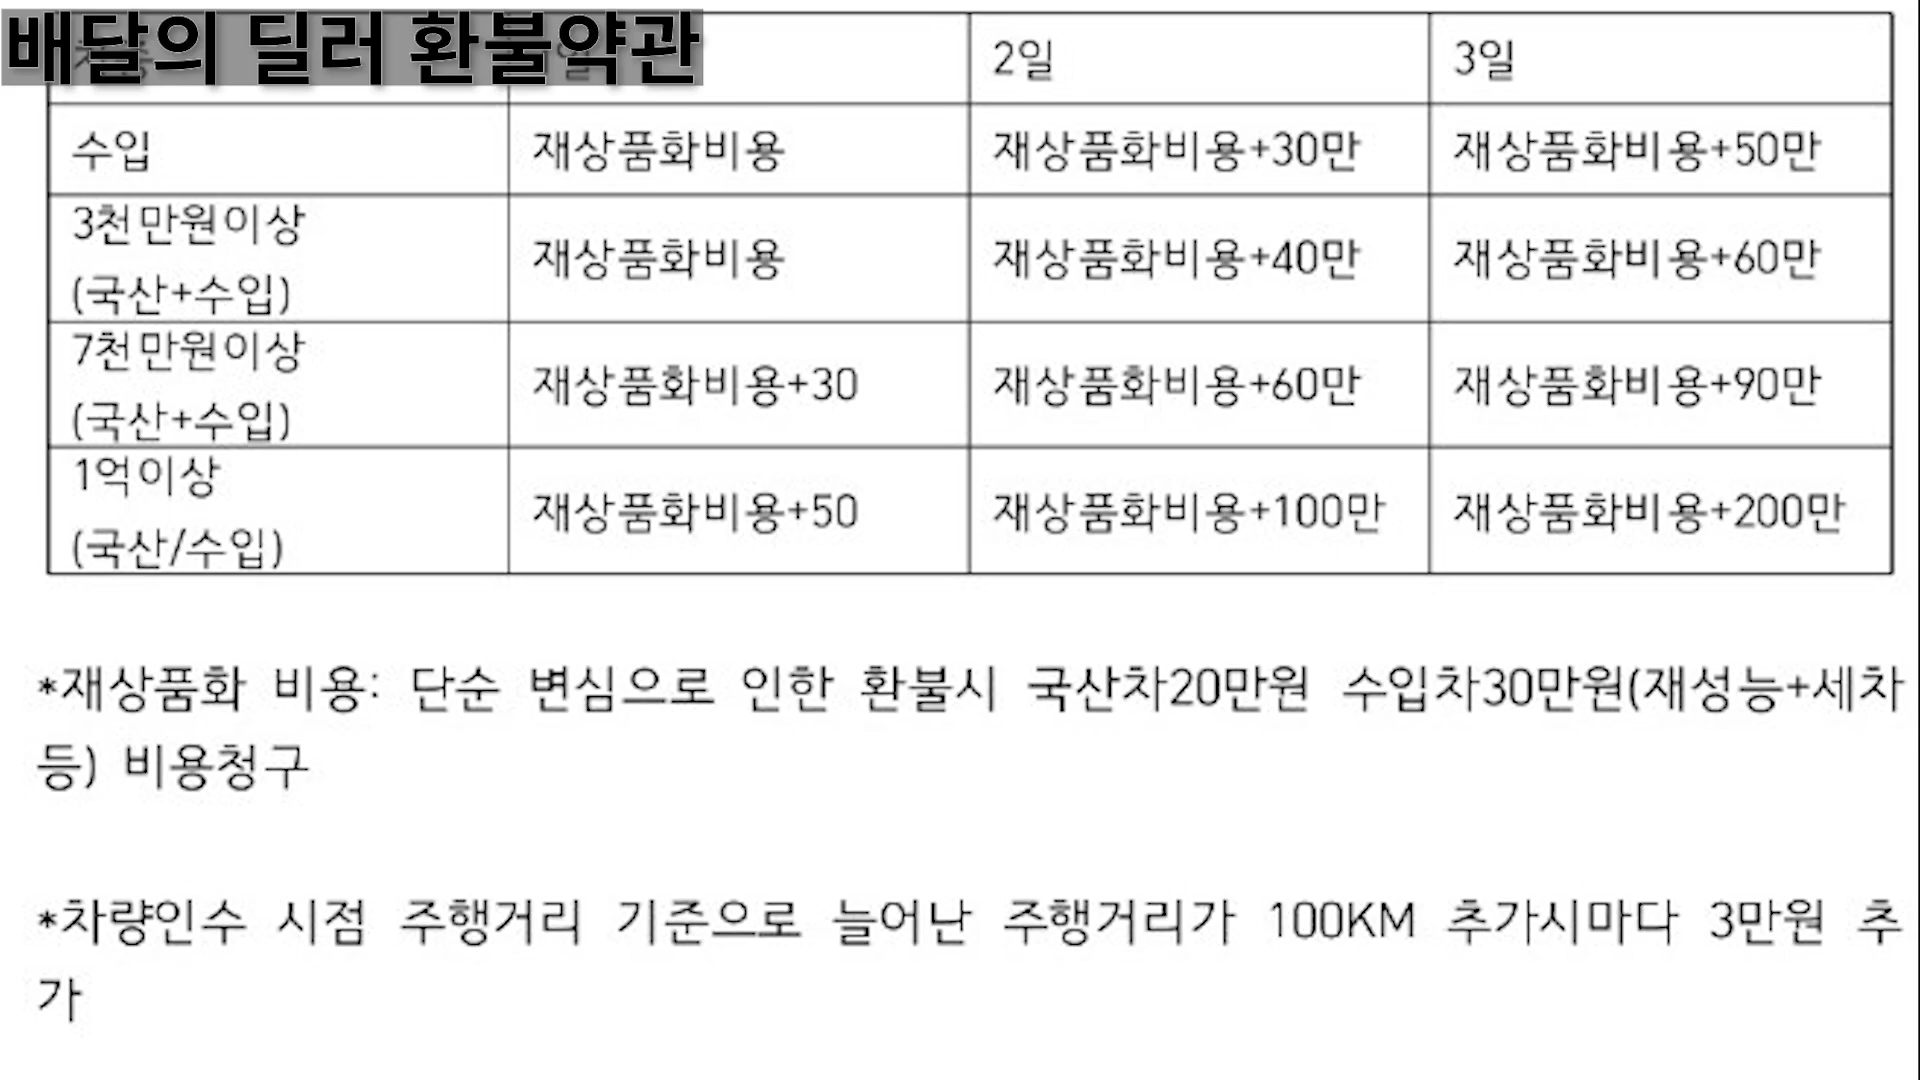 배달의 딜러 환불약관
2일 3일
수입 재상품화비용 재상품화비용+30만 재상품화비용+50만
3천만원이상
(국산+수입)
재상품화비용 재상품화비용+40만 재상품화비용+60만
7천만원이상
(국산+수입)
재상품화비용+30 재상품화비용+60만 재상품화비용+90만
1억이상
(국산/수입)
재상품화비용+50 재상품화비용+100만 재상품화비용+200만
*재상품화 비용: 단순 변심으로 인한 환불시 국산차20만원 수입차30만원(재성능+세차
등) 비용청구
*차량인수 시점 주행거리 기준으로 늘어난 주행거리가 100KM 추가시마다 3만원 추
가